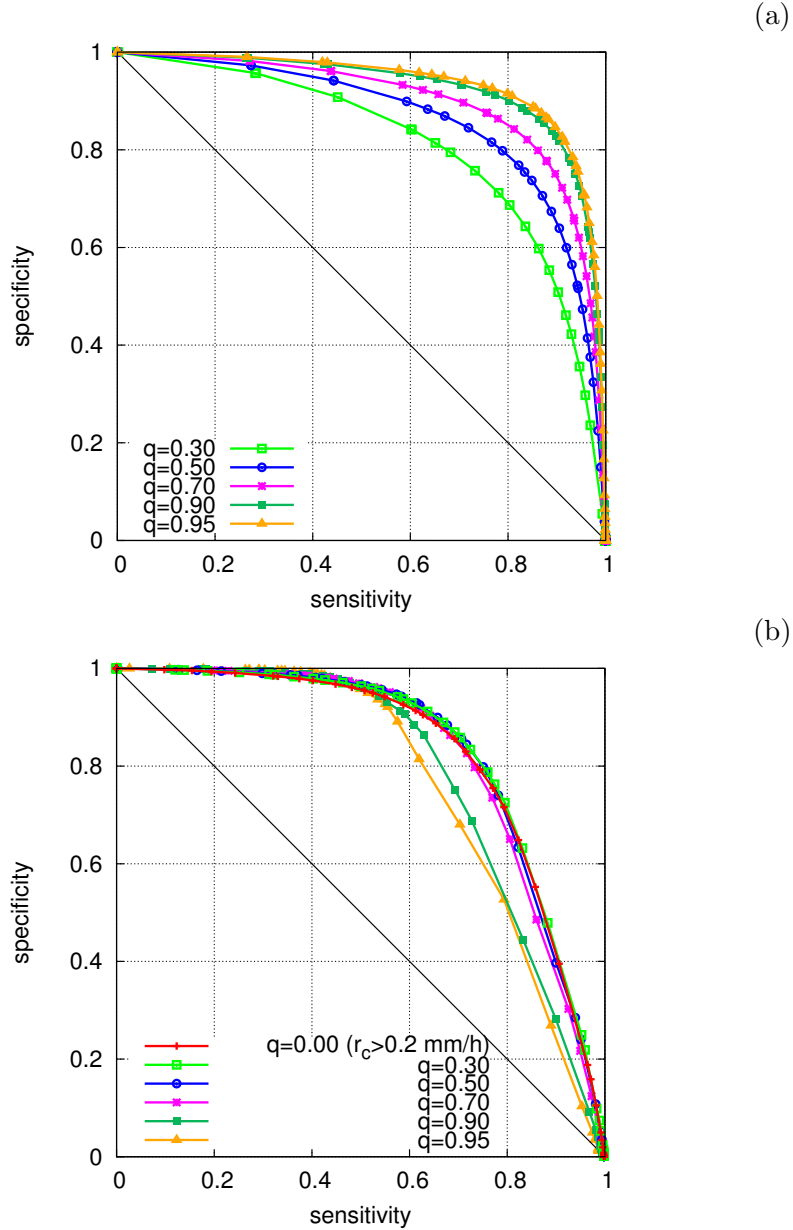 (a)
1
0.8
0.6
0.4
0.2
0
specificity
q=0.30
q=0.50
q=0.70
q=0.90
q=0.95
0 0.2 0.4 0.6 0.8 1
sensitivity
(b)
1
0.8
0.6
0.4
0.2
0
specificity
q=0.00 (r_c>0.2 mm/h)
q=0.30
q=0.50
q=0.70
q=0.90
q=0.95
0 0.2 0.4 0.6 0.8 1
sensitivity